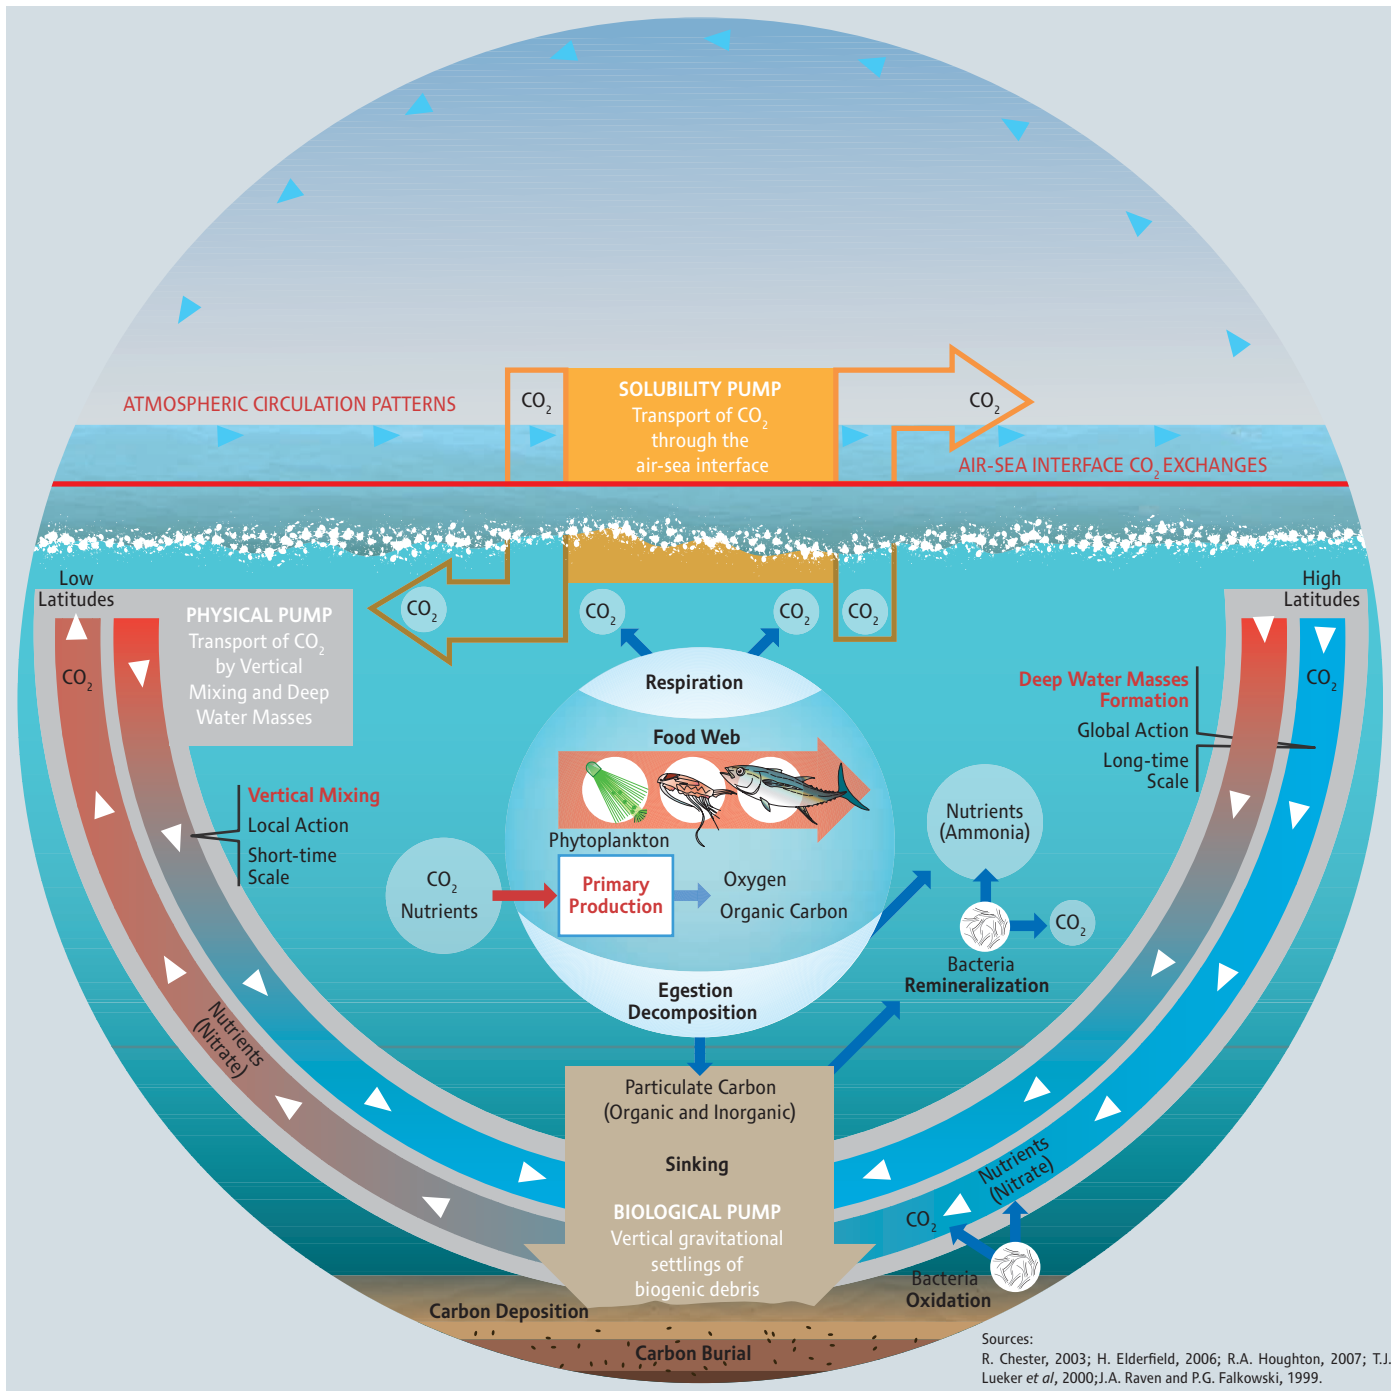 ATMOSPHERIC CIRCULATION PATTERNS
CO2
SOLUBILITY PUMP
Transport of CO2
through the
air-sea interface
CO2
AIR-SEA INTERFACE CO2 EXCHANGES
Low
Latitudes
CO2
PHYSICAL PUMP
Transport of CO2
by Vertical
Mixing and Deep
Water Masses
CO2
CO2
CO2
CO2
High
Latitudes
CO2
Deep Water Masses
Formation
Global Action
Long-time
Scale
Respiration
Food Web
Phytoplankton
Vertical Mixing
Local Action
Short-time
Scale
CO2
Nutrients
Primary
Production
Oxygen
Organic Carbon
Nutrients
(Ammonia)
CO2
Bacteria
Remineralization
Egestion
Decomposition
Nutrients
(Nitrate)
Particulate Carbon
(Organic and Inorganic)
Sinking
BIOLOGICAL PUMP
Vertical gravitational
settlings of
biogenic debris
Nutrients
(Nitrate)
CO2
Bacteria
Oxidation
Carbon Deposition
Carbon Burial
Sources:
R. Chester, 2003; H. Elderfield, 2006; R.A. Houghton, 2007; T.J.
Lueker et al, 2000;J.A. Raven and P.G. Falkowski, 1999.